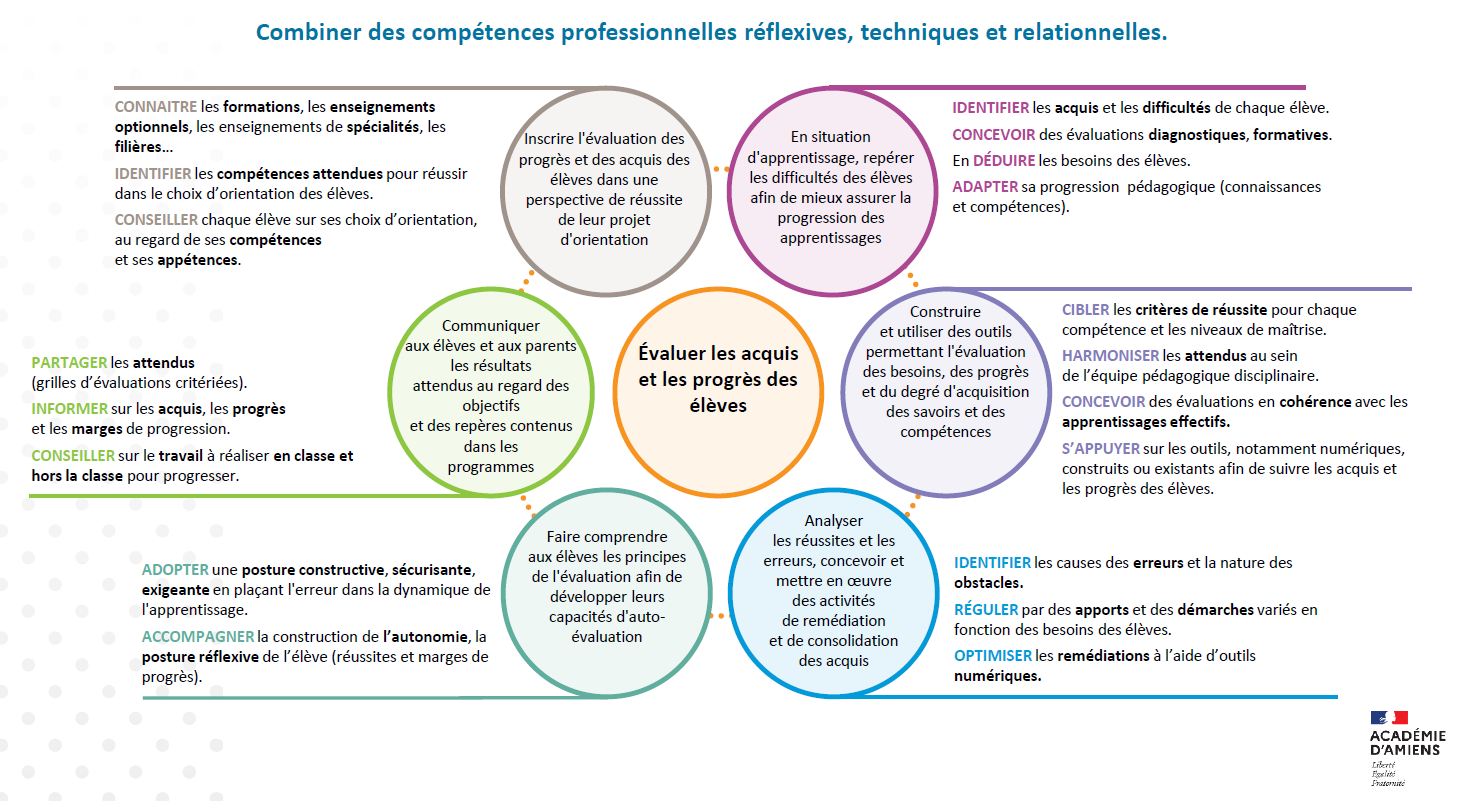 Combiner des compétences professionnelles réflexives, techniques et relationnelles.
CONNAITRE les formations, les enseignements
optionnels, les enseignements de spécialités, les
filières…
IDENTIFIER les compétences attendues pour réussir
dans le choix d'orientation des élèves.
CONSEILLER chaque élève sur ses choix d'orientation,
au regard de ses compétences
et ses appétences.
Inscrire l'évaluation des
progrès et des acquis des
élèves dans une
perspective de réussite
de leur projet
d'orientation
En situation
d'apprentissage, repérer
les difficultés des élèves
afin de mieux assurer la
progression des
apprentissages
IDENTIFIER les acquis et les difficultés de chaque élève.
CONCEVOIR des évaluations diagnostiques, formatives.
En DÉDUIRE les besoins des élèves.
ADAPTER sa progression pédagogique (connaissances
et compétences).
PARTAGER les attendus
(grilles d'évaluations critériées).
INFORMER sur les acquis, les progrès
et les marges de progression.
CONSEILLER sur le travail à réaliser en classe et
hors la classe pour progresser.
Communiquer
aux élèves et aux parents
les résultats
attendus au regard des
objectifs
et des repères contenus
dans les
programmes
Évaluer les acquis
et les progrès des
élèves
Construire
et utiliser des outils
permettant l'évaluation
des besoins, des progrès
et du degré d'acquisition
des savoirs et des
compétences
CIBLER les critères de réussite pour chaque
compétence et les niveaux de maîtrise.
HARMONISER les attendus au sein
de l'équipe pédagogique disciplinaire.
CONCEVOIR des évaluations en cohérence avec les
apprentissages effectifs.
S'APPUYER sur les outils, notamment numériques,
construits ou existants afin de suivre les acquis et
les progrès des élèves.
ADOPTER une posture constructive, sécurisante,
exigeante en plaçant l'erreur dans la dynamique de
l'apprentissage.
ACCOMPAGNER la construction de l'autonomie, la
posture réflexive de l'élève (réussites et marges de
progrès).
Faire comprendre
aux élèves les principes
de l'évaluation afin de
développer leurs
capacités d'auto-
évaluation
Analyser
les réussites et les
erreurs, concevoir et
mettre en œuvre
des activités
de remédiation
et de consolidation
des acquis
IDENTIFIER les causes des erreurs et la nature des
obstacles.
RÉGULER par des apports et des démarches variés en
fonction des besoins des élèves.
OPTIMISER les remédiations à l'aide d'outils
numériques.
ACADÉMIE
D'AMIENS
Liberté
Égalité
Fraternité